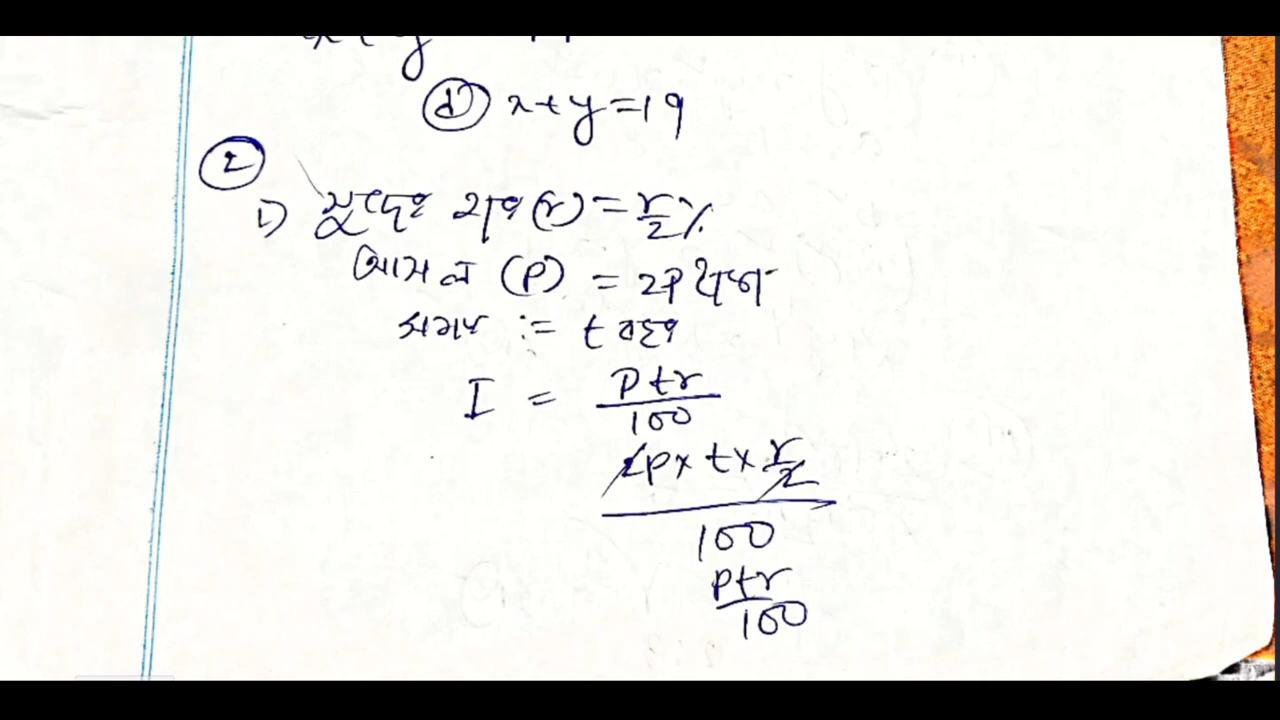 (d) x+y=19
(2)
i) সুদের হার (r) = r/2 %
আসল (P) = 2P টাকা
সময় := t বছর
I = Ptr/100
2P x t x r/2
100
Ptr/100